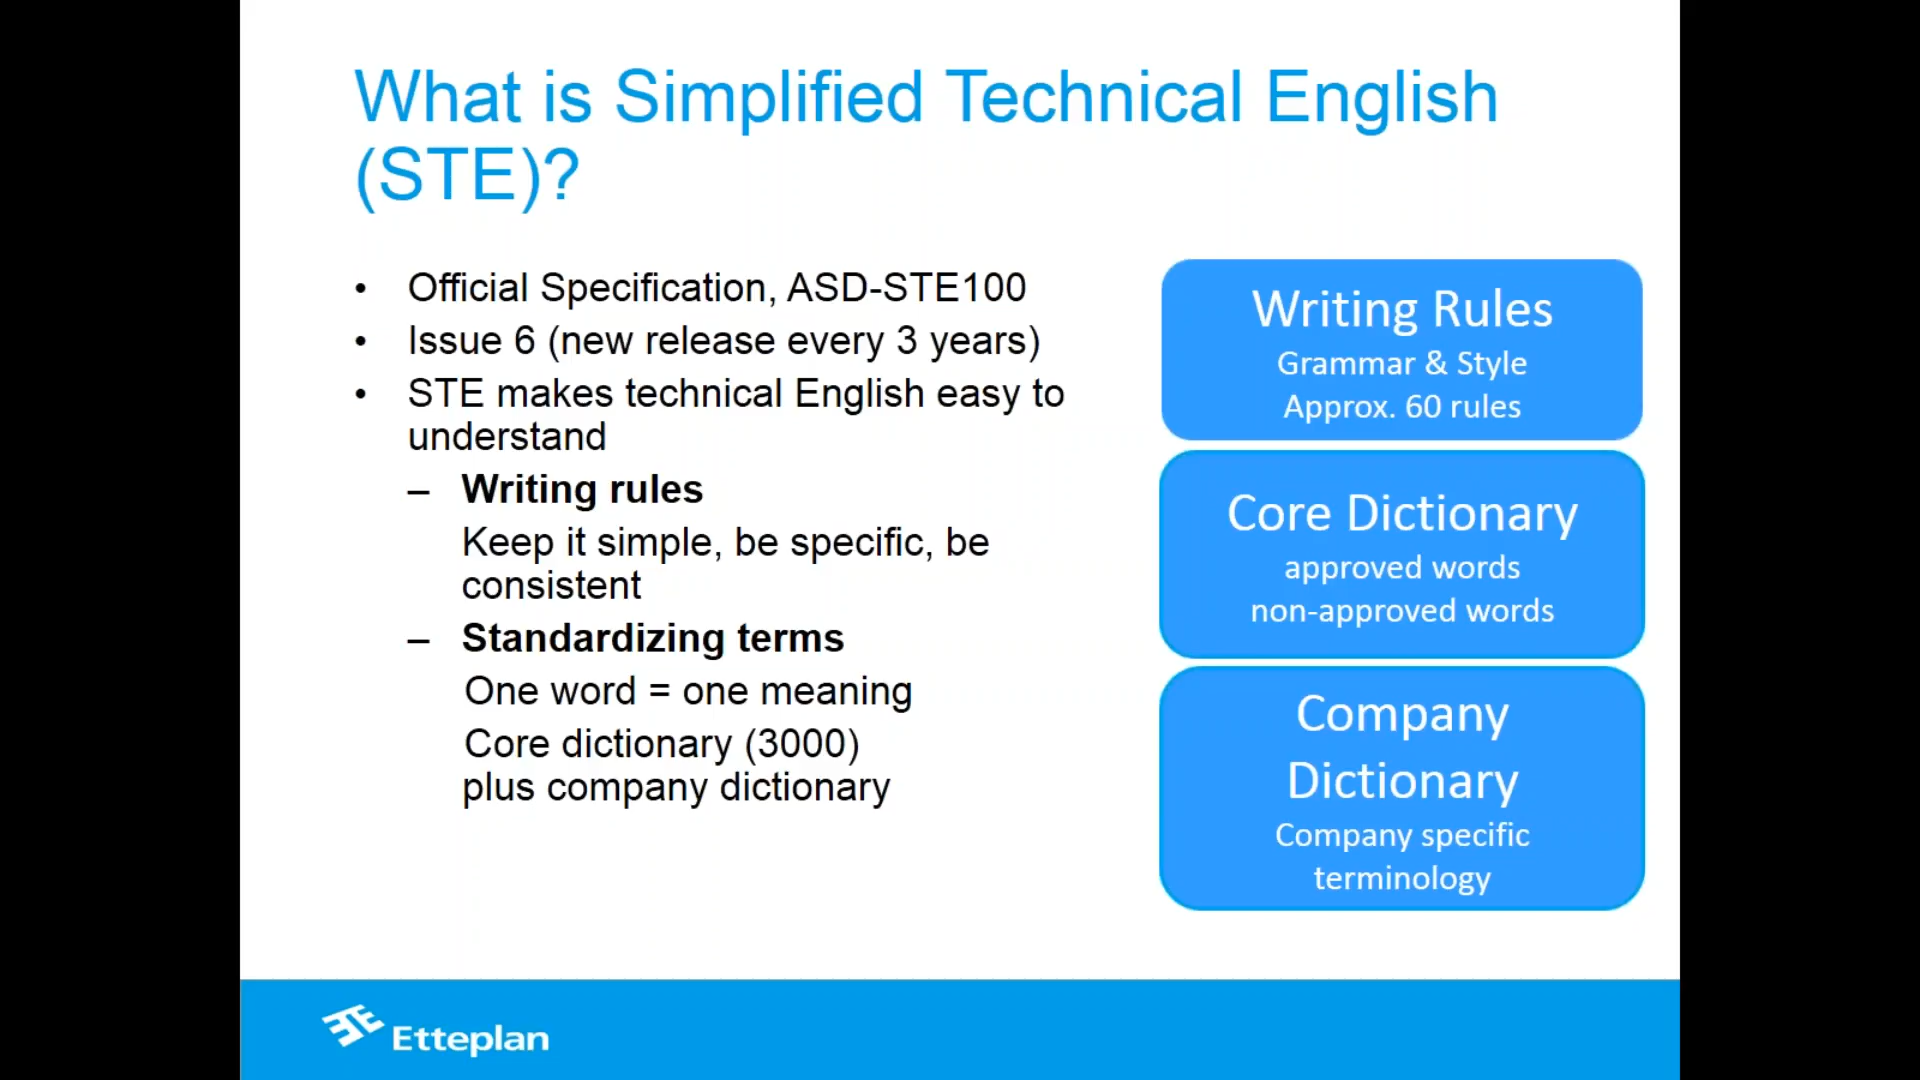 What is Simplified Technical English
(STE)?
• Official Specification, ASD-STE100
• Issue 6 (new release every 3 years)
• STE makes technical English easy to
understand
– Writing rules
Keep it simple, be specific, be
consistent
– Standardizing terms
One word = one meaning
Core dictionary (3000)
plus company dictionary
Writing Rules
Grammar & Style
Approx. 60 rules
Core Dictionary
approved words
non-approved words
Company
Dictionary
Company specific
terminology
Etteplan